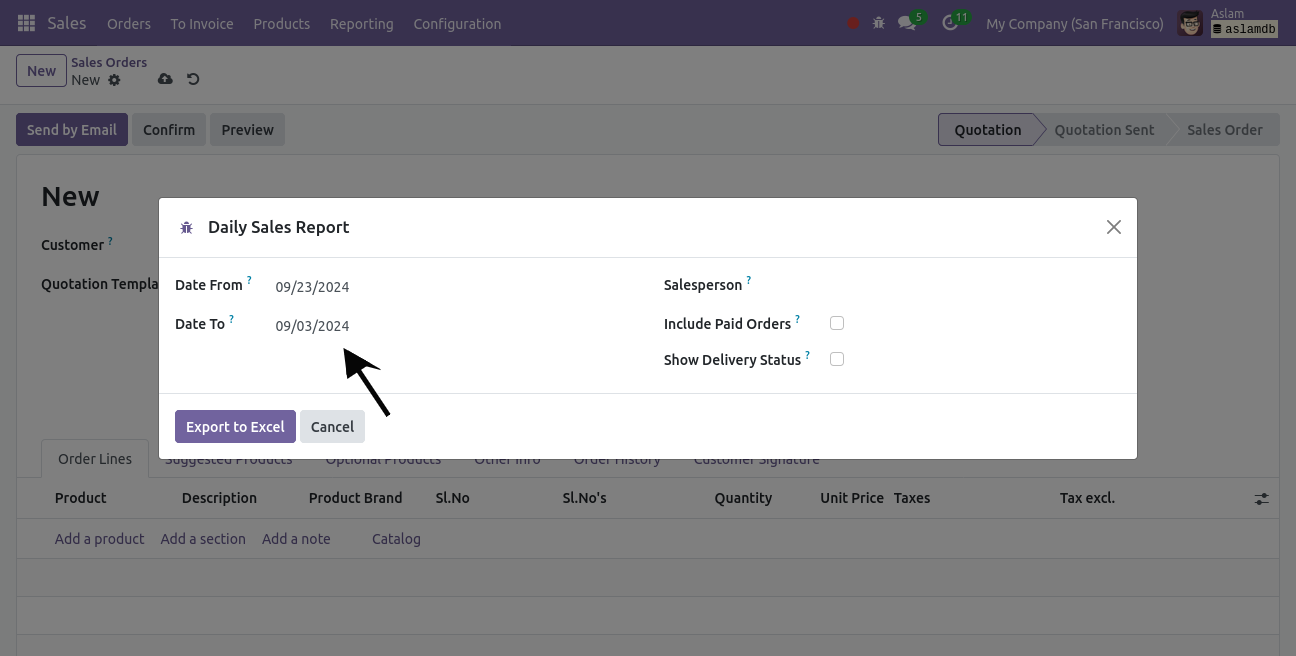 Sales Orders To Invoice Products Reporting Configuration 5 11 My Company (San Francisco) Aslam
aslamdb
New Sales Orders
New
Send by Email Confirm Preview Quotation Quotation Sent Sales Order
New
Customer ?
Quotation Templa
Daily Sales Report
Date From ? 09/23/2024 Salesperson ?
Date To ? 09/03/2024 Include Paid Orders ?
Show Delivery Status ?
Export to Excel Cancel
Order Lines Suggested Products Optional Products Other Info Order History Customer Signature
Product Description Product Brand Sl.No Sl.No's Quantity Unit Price Taxes Tax excl.
Add a product Add a section Add a note Catalog